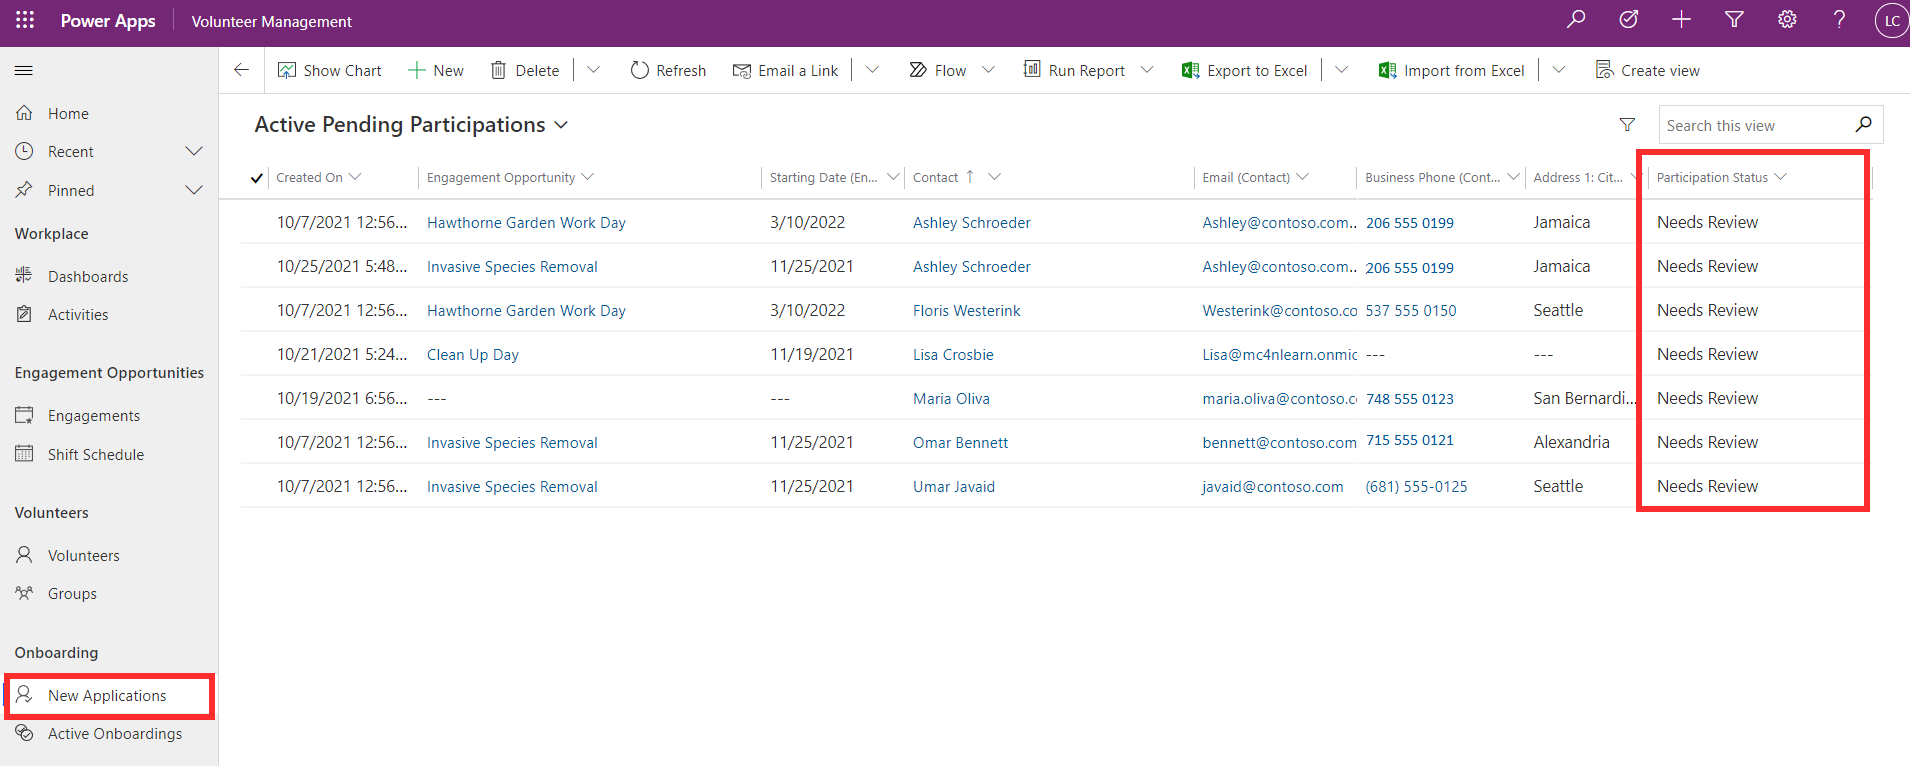 Power Apps Volunteer Management LC
Show Chart New Delete Refresh Email a Link Flow Run Report Export to Excel Import from Excel Create view
Home
Recent
Pinned
Workplace
Dashboards
Activities
Engagement Opportunities
Engagements
Shift Schedule
Volunteers
Volunteers
Groups
Onboarding
New Applications
Active Onboardings
Active Pending Participations Search this view
Created On Engagement Opportunity Starting Date (En... Contact Email (Contact) Business Phone (Cont... Address 1: Cit... Participation Status
10/7/2021 12:56... Hawthorne Garden Work Day 3/10/2022 Ashley Schroeder Ashley@contoso.com.. 206 555 0199 Jamaica Needs Review
10/25/2021 5:48... Invasive Species Removal 11/25/2021 Ashley Schroeder Ashley@contoso.com.. 206 555 0199 Jamaica Needs Review
10/7/2021 12:56... Hawthorne Garden Work Day 3/10/2022 Floris Westerink Westerink@contoso.co 537 555 0150 Seattle Needs Review
10/21/2021 5:24... Clean Up Day 11/19/2021 Lisa Crosbie Lisa@mc4nlearn.onmic --- --- Needs Review
10/19/2021 6:56... --- --- Maria Oliva maria.oliva@contoso.c 748 555 0123 San Bernardi... Needs Review
10/7/2021 12:56... Invasive Species Removal 11/25/2021 Omar Bennett bennett@contoso.com 715 555 0121 Alexandria Needs Review
10/7/2021 12:56... Invasive Species Removal 11/25/2021 Umar Javaid javaid@contoso.com (681) 555-0125 Seattle Needs Review